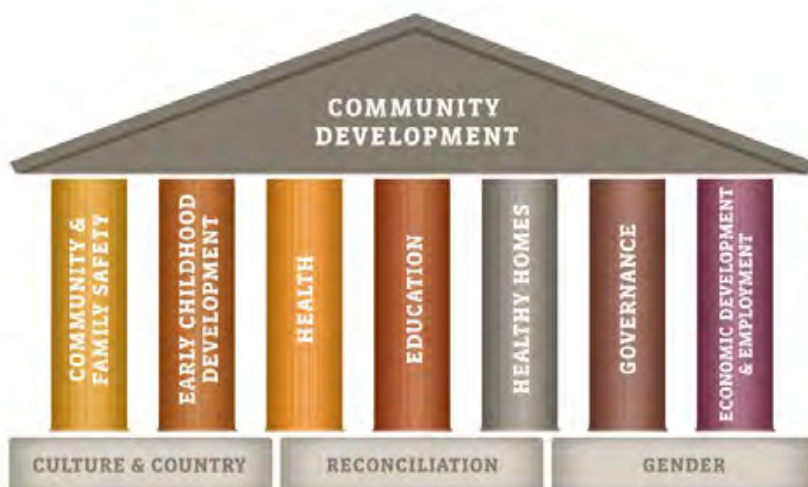 COMMUNITY
DEVELOPMENT
COMMUNITY &
FAMILY SAFETY
EARLY CHILDHOOD
DEVELOPMENT
HEALTH
EDUCATION
HEALTHY HOMES
GOVERNANCE
ECONOMIC DEVELOPMENT
& EMPLOYMENT
CULTURE & COUNTRY
RECONCILIATION
GENDER